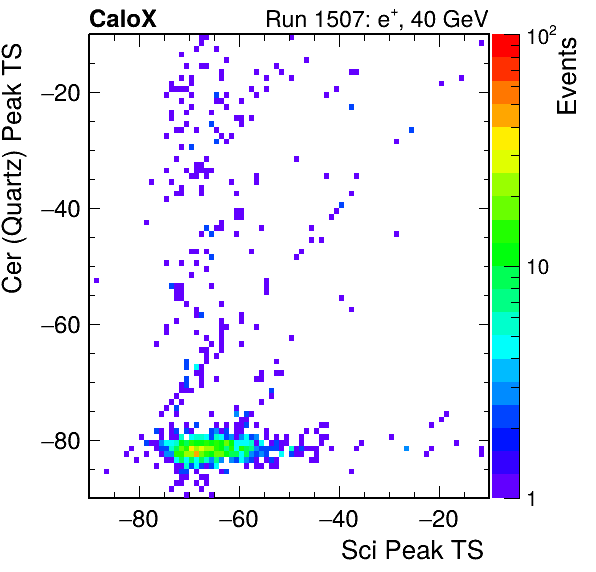 CaloX Run 1507: e⁺, 40 GeV
Cer (Quartz) Peak TS
−20
−40
−60
−80
−80 −60 −40 −20
Sci Peak TS
10²
10
1
Events